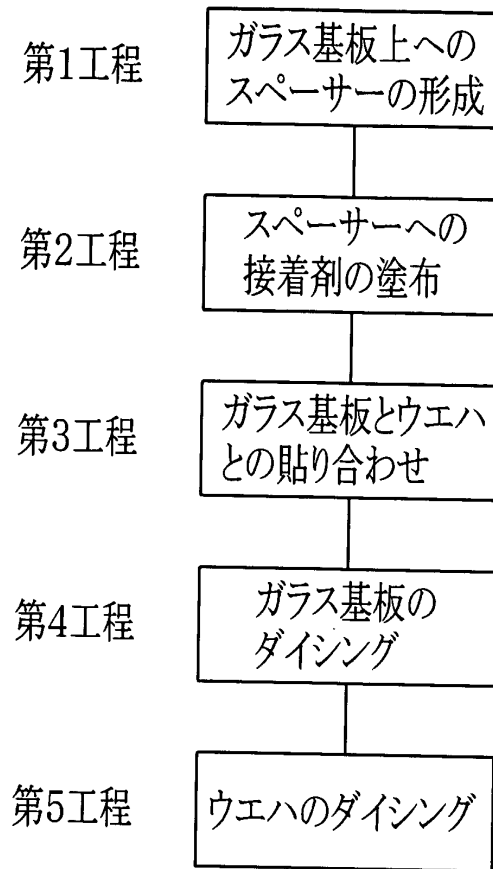 第1工程
ガラス基板上への
スペーサーの形成
第2工程
スペーサーへの
接着剤の塗布
第3工程
ガラス基板とウエハ
との貼り合わせ
第4工程
ガラス基板の
ダイシング
第5工程
ウエハのダイシング